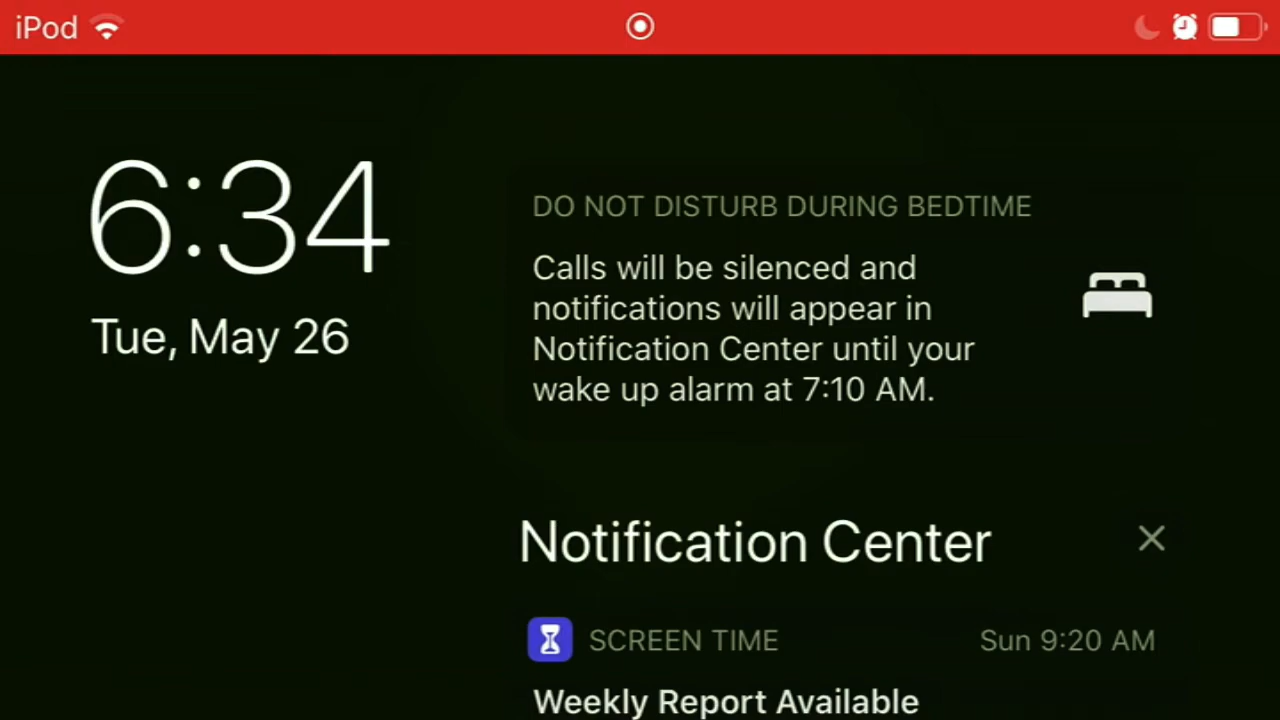 iPod
6:34
Tue, May 26
DO NOT DISTURB DURING BEDTIME
Calls will be silenced and
notifications will appear in
Notification Center until your
wake up alarm at 7:10 AM.
Notification Center
SCREEN TIME Sun 9:20 AM
Weekly Report Available